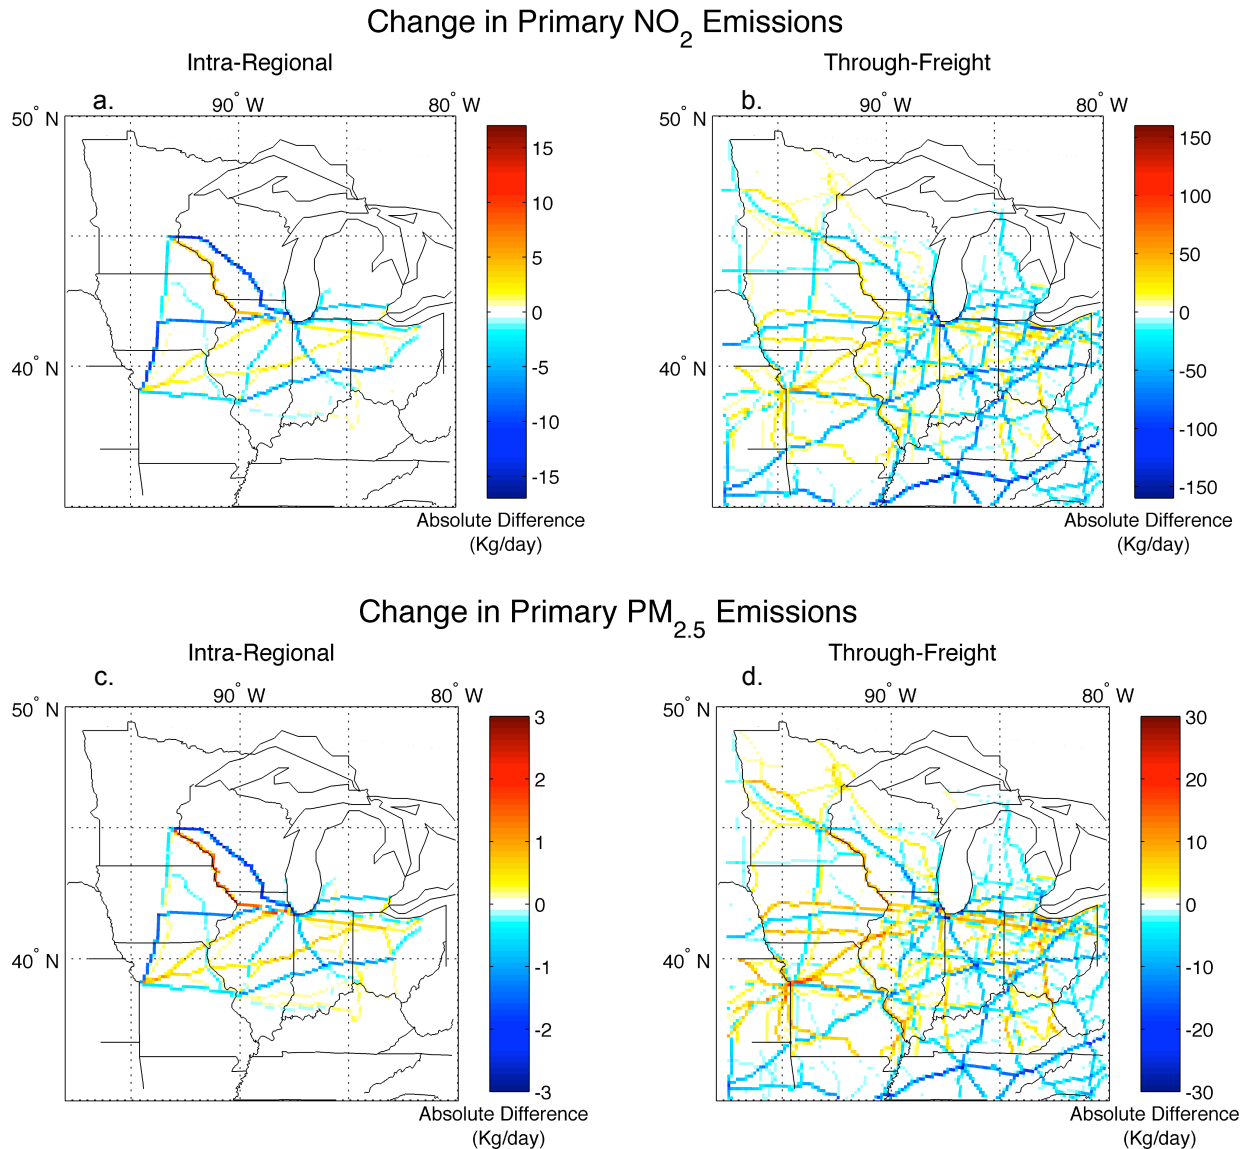 Change in Primary NO2 Emissions
Intra-Regional
Through-Freight
a.
90° W
80° W
50° N
40° N
15
10
5
0
-5
-10
-15
Absolute Difference
(Kg/day)
b.
90° W
80° W
50° N
40° N
150
100
50
0
-50
-100
-150
Absolute Difference
(Kg/day)
Change in Primary PM2.5 Emissions
Intra-Regional
Through-Freight
c.
90° W
80° W
50° N
40° N
3
2
1
0
-1
-2
-3
Absolute Difference
(Kg/day)
d.
90° W
80° W
50° N
40° N
30
20
10
0
-10
-20
-30
Absolute Difference
(Kg/day)